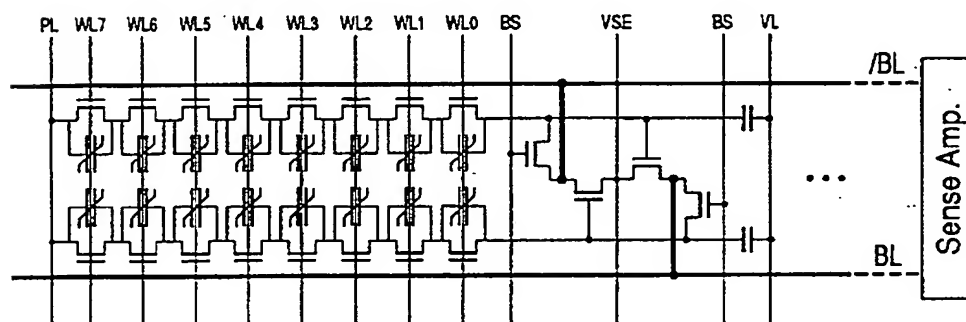 PL WL7 WL6 WL5 WL4 WL3 WL2 WL1 WL0 BS VSE BS VL
/BL
BL
Sense Amp.